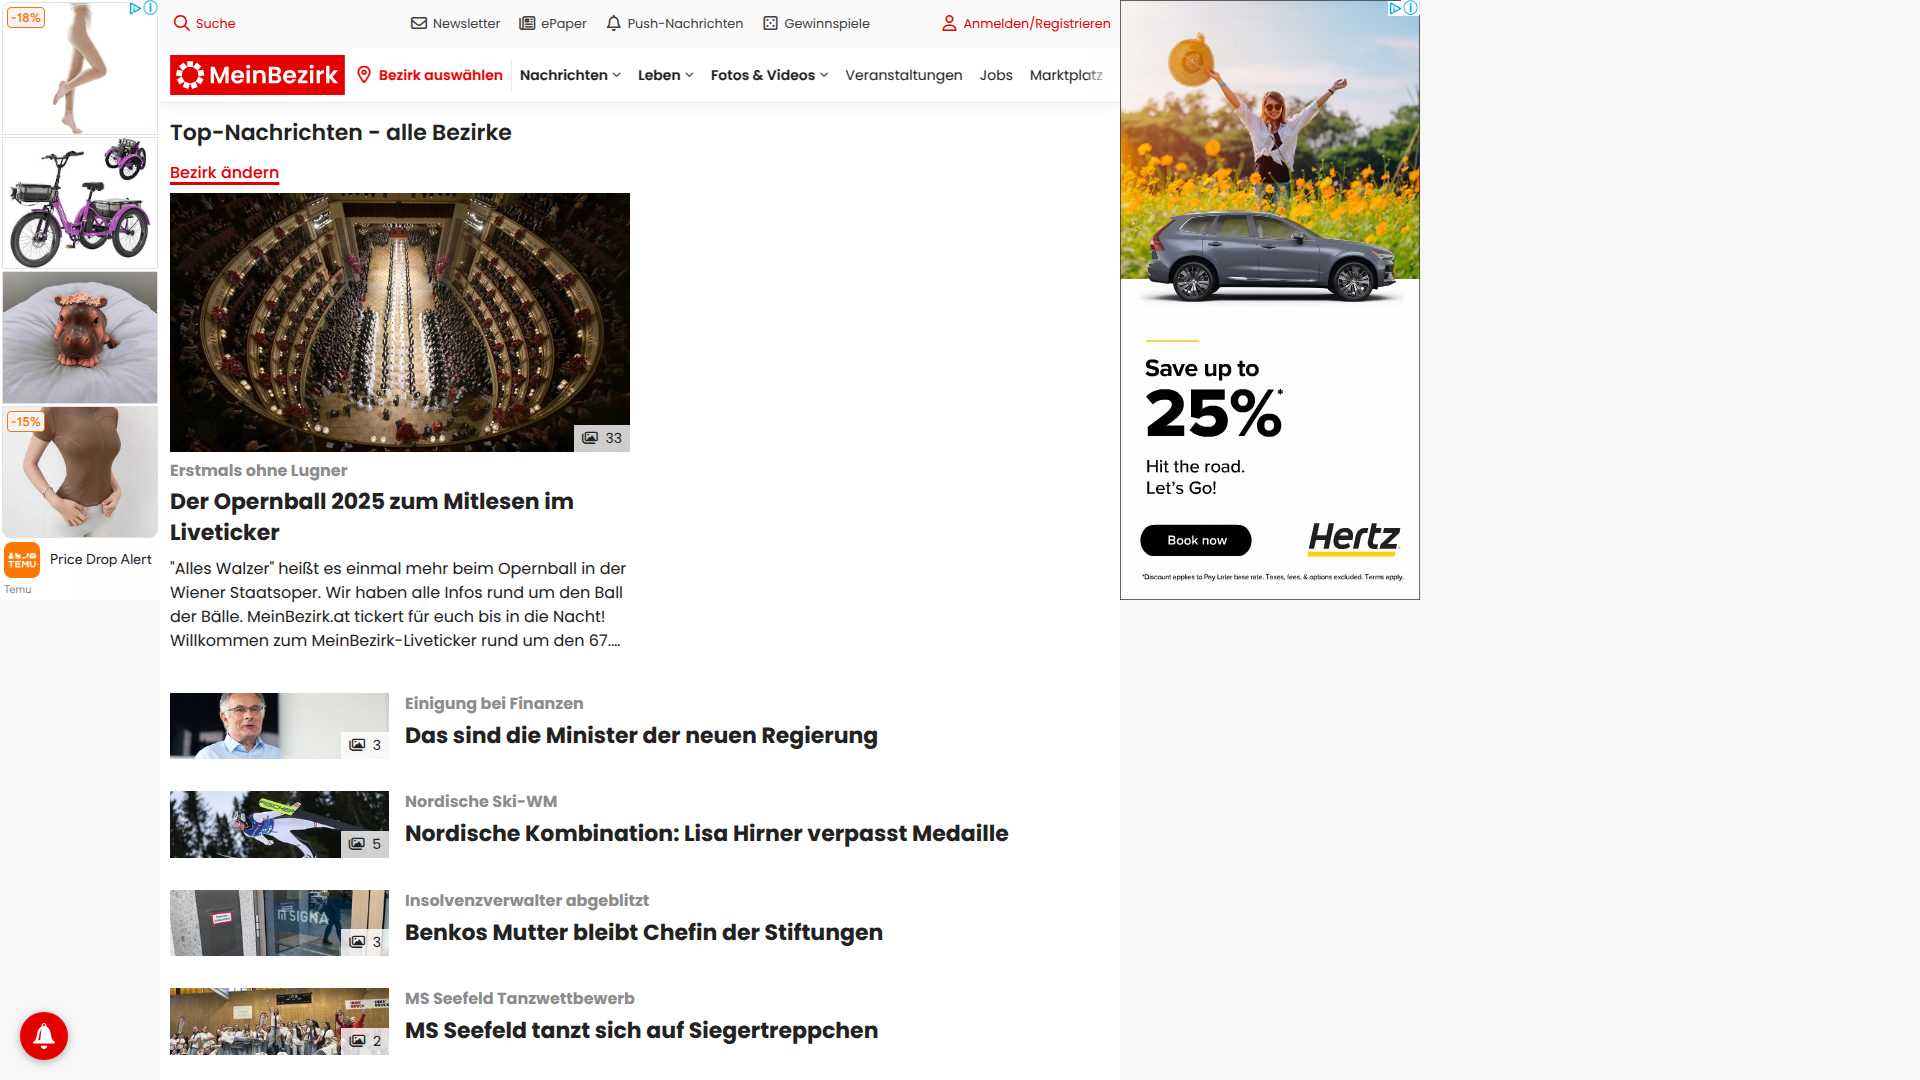 -18%
-15%
Price Drop Alert
TEMU
Temu
Suche
Newsletter
ePaper
Push-Nachrichten
Gewinnspiele
Anmelden/Registrieren
MeinBezirk
Bezirk auswählen
Nachrichten
Leben
Fotos & Videos
Veranstaltungen
Jobs
Marktplatz
Top-Nachrichten - alle Bezirke
Bezirk ändern
33
Erstmals ohne Lugner
Der Opernball 2025 zum Mitlesen im
Liveticker
"Alles Walzer" heißt es einmal mehr beim Opernball in der
Wiener Staatsoper. Wir haben alle Infos rund um den Ball
der Bälle. MeinBezirk.at tickert für euch bis in die Nacht!
Willkommen zum MeinBezirk-Liveticker rund um den 67....
3
Einigung bei Finanzen
Das sind die Minister der neuen Regierung
5
Nordische Ski-WM
Nordische Kombination: Lisa Hirner verpasst Medaille
SIGNA
3
Insolvenzverwalter abgeblitzt
Benkos Mutter bleibt Chefin der Stiftungen
2
MS Seefeld Tanzwettbewerb
MS Seefeld tanzt sich auf Siegertreppchen
Save up to
25%*
Hit the road.
Let's Go!
Book now
Hertz
*Discount applies to Pay Later base rate. Taxes, fees, & options excluded. Terms apply.